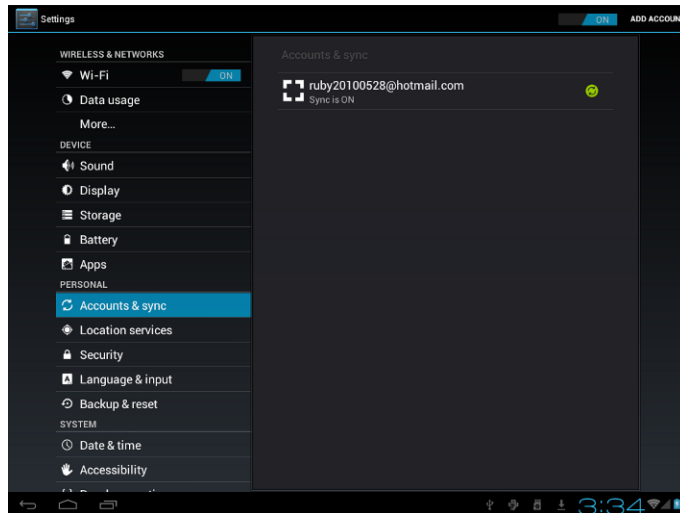 Settings
ON
ADD ACCOUN
WIRELESS & NETWORKS
Wi-Fi
ON
Data usage
More...
DEVICE
Sound
Display
Storage
Battery
Apps
PERSONAL
Accounts & sync
Location services
Security
Language & input
Backup & reset
SYSTEM
Date & time
Accessibility
Accounts & sync
ruby20100528@hotmail.com
Sync is ON
3:34